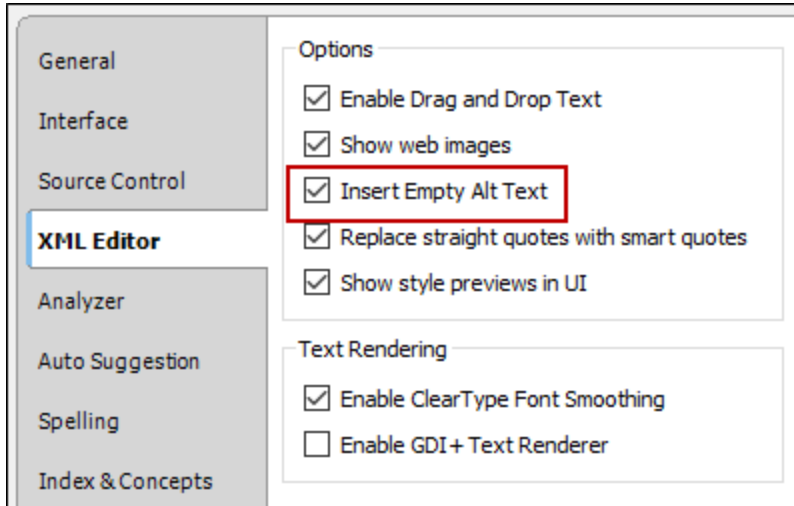 General
Interface
Source Control
XML Editor
Analyzer
Auto Suggestion
Spelling
Index & Concepts
Options
Enable Drag and Drop Text
Show web images
Insert Empty Alt Text
Replace straight quotes with smart quotes
Show style previews in UI
Text Rendering
Enable ClearType Font Smoothing
Enable GDI+ Text Renderer